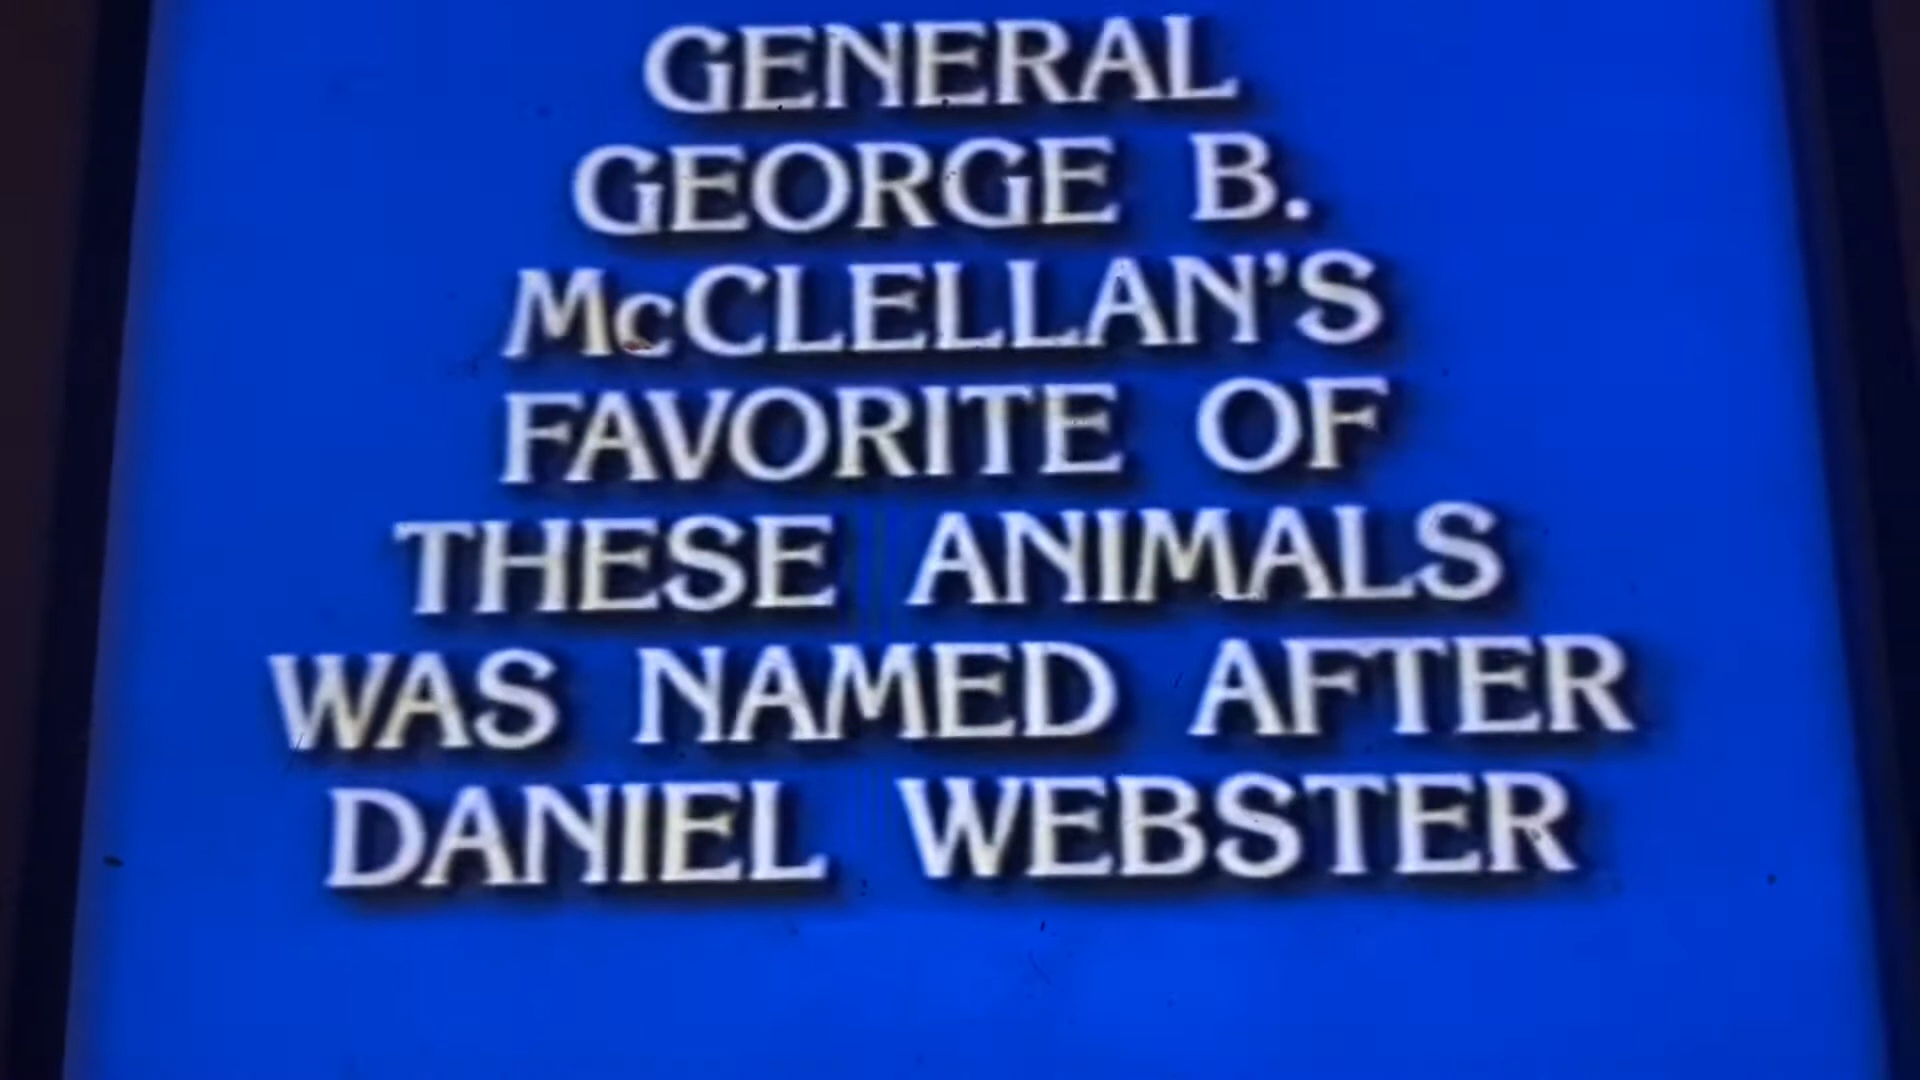 GENERAL
GEORGE B.
McCLELLAN'S
FAVORITE OF
THESE ANIMALS
WAS NAMED AFTER
DANIEL WEBSTER